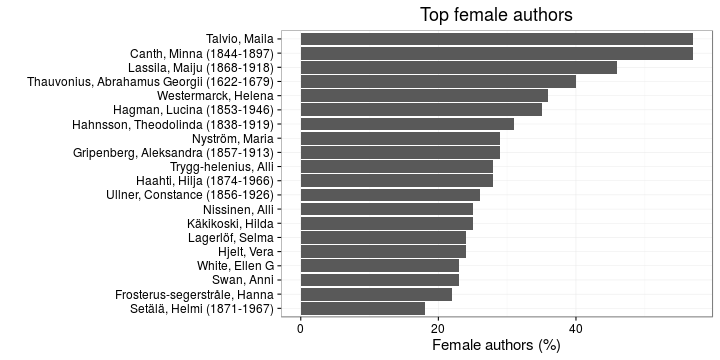 Top female authors
Talvio, Maila
Canth, Minna (1844-1897)
Lassila, Maiju (1868-1918)
Thauvonius, Abrahamus Georgii (1622-1679)
Westermarck, Helena
Hagman, Lucina (1853-1946)
Hahnsson, Theodolinda (1838-1919)
Nyström, Maria
Gripenberg, Aleksandra (1857-1913)
Trygg-helenius, Alli
Haahti, Hilja (1874-1966)
Ullner, Constance (1856-1926)
Nissinen, Alli
Käkikoski, Hilda
Lagerlöf, Selma
Hjelt, Vera
White, Ellen G
Swan, Anni
Frosterus-segerstråle, Hanna
Setälä, Helmi (1871-1967)
0 20 40
Female authors (%)